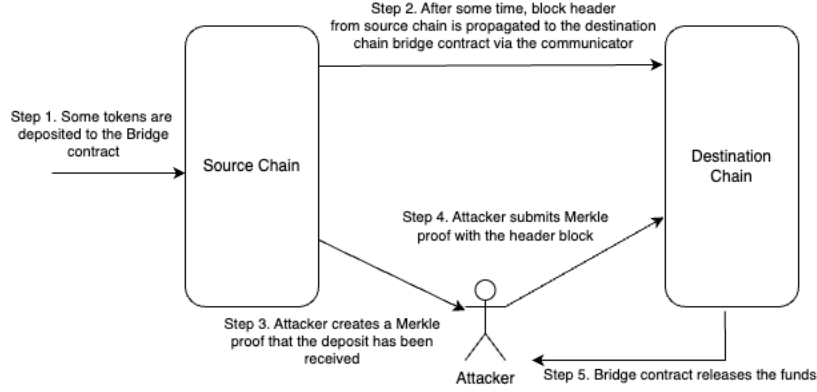 Step 2. After some time, block header
from source chain is propagated to the destination
chain bridge contract via the communicator
Step 1. Some tokens are
deposited to the Bridge
contract
Source Chain
Destination
Chain
Step 4. Attacker submits Merkle
proof with the header block
Step 3. Attacker creates a Merkle
proof that the deposit has been
received
Attacker
Step 5. Bridge contract releases the funds